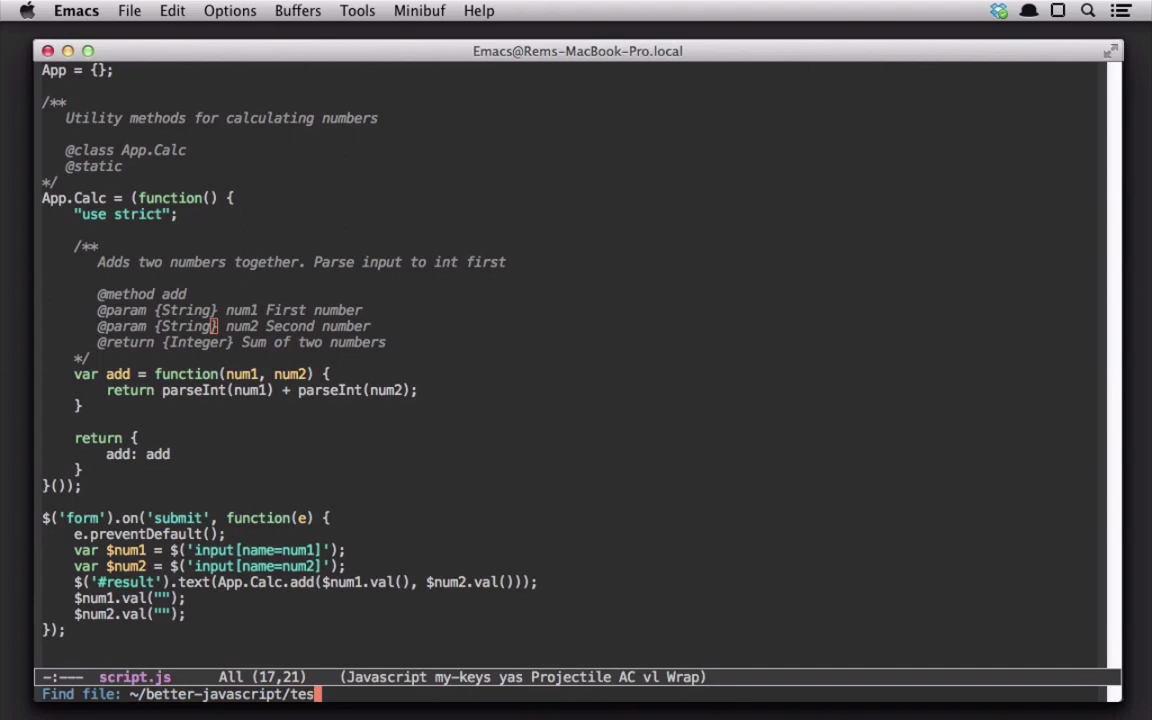 Emacs File Edit Options Buffers Tools Minibuf Help
Emacs@Rems-MacBook-Pro.local
App = {};
/**
Utility methods for calculating numbers
@class App.Calc
@static
*/
App.Calc = (function() {
"use strict";
/**
Adds two numbers together. Parse input to int first
@method add
@param {String} num1 First number
@param {String} num2 Second number
@return {Integer} Sum of two numbers
*/
var add = function(num1, num2) {
return parseInt(num1) + parseInt(num2);
}
return {
add: add
}
}());
$('form').on('submit', function(e) {
e.preventDefault();
var $num1 = $('input[name=num1]');
var $num2 = $('input[name=num2]');
$('#result').text(App.Calc.add($num1.val(), $num2.val()));
$num1.val("");
$num2.val("");
});
-:--- script.js All (17,21) (Javascript my-keys yas Projectile AC vl Wrap)
Find file: ~/better-javascript/tes